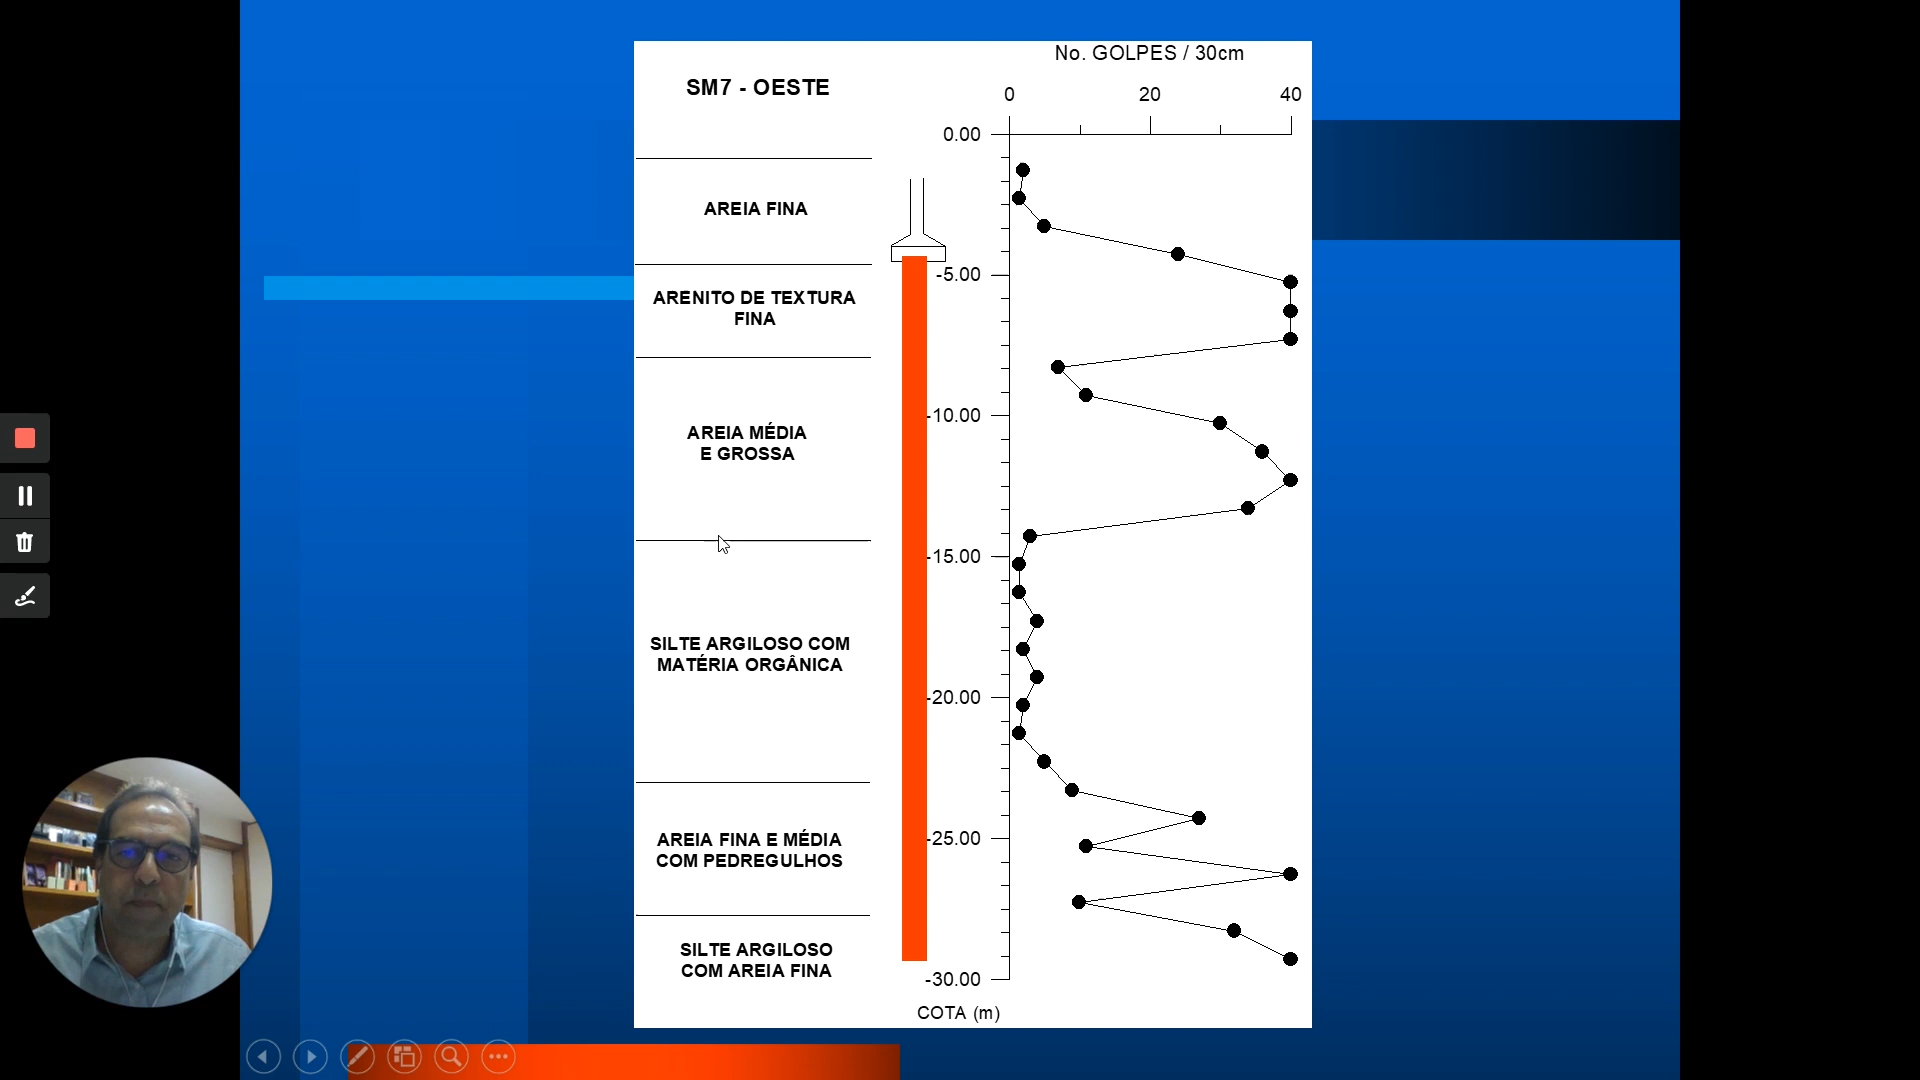 No. GOLPES / 30cm
SM7 - OESTE
0 20 40
0.00
AREIA FINA
-5.00
ARENITO DE TEXTURA
FINA
-10.00
AREIA MÉDIA
E GROSSA
-15.00
SILTE ARGILOSO COM
MATÉRIA ORGÂNICA
-20.00
AREIA FINA E MÉDIA
COM PEDREGULHOS
-25.00
SILTE ARGILOSO
COM AREIA FINA
-30.00
COTA (m)